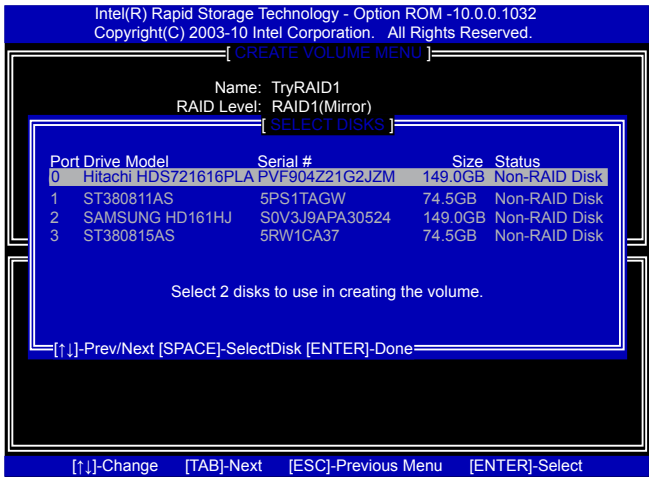 Intel(R) Rapid Storage Technology - Option ROM -10.0.0.1032
Copyright(C) 2003-10 Intel Corporation. All Rights Reserved.
[ CREATE VOLUME MENU ]
Name: TryRAID1
RAID Level: RAID1(Mirror)
[ SELECT DISKS ]
Port Drive Model Serial # Size Status
0 Hitachi HDS721616PLA PVF904Z21G2JZM 149.0GB Non-RAID Disk
1 ST380811AS 5PS1TAGW 74.5GB Non-RAID Disk
2 SAMSUNG HD161HJ S0V3J9APA30524 149.0GB Non-RAID Disk
3 ST380815AS 5RW1CA37 74.5GB Non-RAID Disk
Select 2 disks to use in creating the volume.
[↑↓]-Prev/Next [SPACE]-SelectDisk [ENTER]-Done
[↑↓]-Change [TAB]-Next [ESC]-Previous Menu [ENTER]-Select